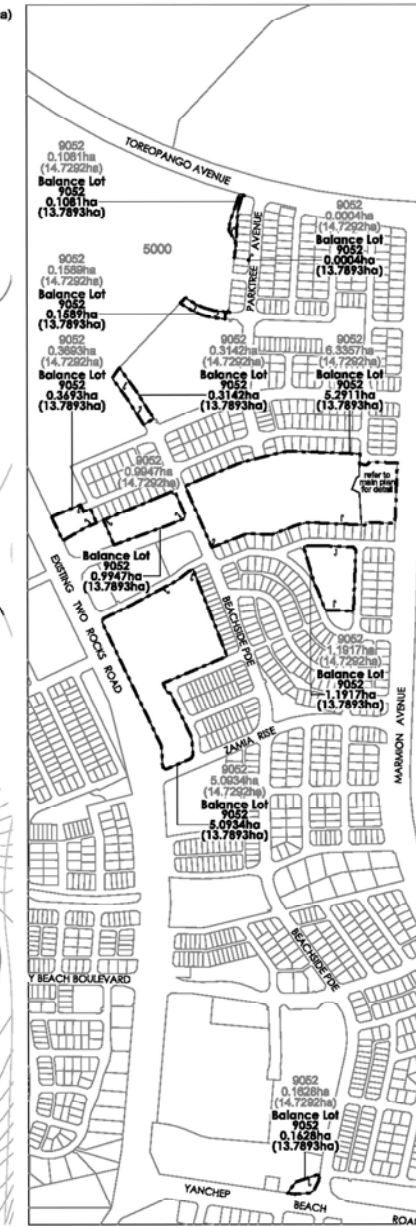 a)
TOREOPANGO AVENUE
9052
0.1081ha
(14.7292ha)
Balance Lot
9052
0.1081ha
(13.7893ha)
PARKTREE AVENUE
9052
0.0004ha
(14.7292ha)
Balance Lot
9052
0.0004ha
(13.7893ha)
5000
9052
0.1589ha
(14.7292ha)
Balance Lot
9052
0.1589ha
(13.7893ha)
9052
0.3693ha
(14.7292ha)
Balance Lot
9052
0.3693ha
(13.7893ha)
9052
0.3142ha
(14.7292ha)
Balance Lot
9052
0.3142ha
(13.7893ha)
9052
6.3357ha
(14.7292ha)
Balance Lot
9052
5.2911ha
(13.7893ha)
9052
0.9947ha
(14.7292ha)
refer to
main plan
for detail
Balance Lot
9052
0.9947ha
(13.7893ha)
EXISTING TWO ROCKS ROAD
BEACHSIDE PDE
9052
1.1917ha
(14.7292ha)
Balance Lot
9052
1.1917ha
(13.7893ha)
MARMION AVENUE
ZAMIA RISE
9052
5.0934ha
(14.7292ha)
Balance Lot
9052
5.0934ha
(13.7893ha)
BEACHSIDE PDE
Y BEACH BOULEVARD
9052
0.1628ha
(14.7292ha)
Balance Lot
9052
0.1628ha
(13.7893ha)
YANCHEP BEACH ROA